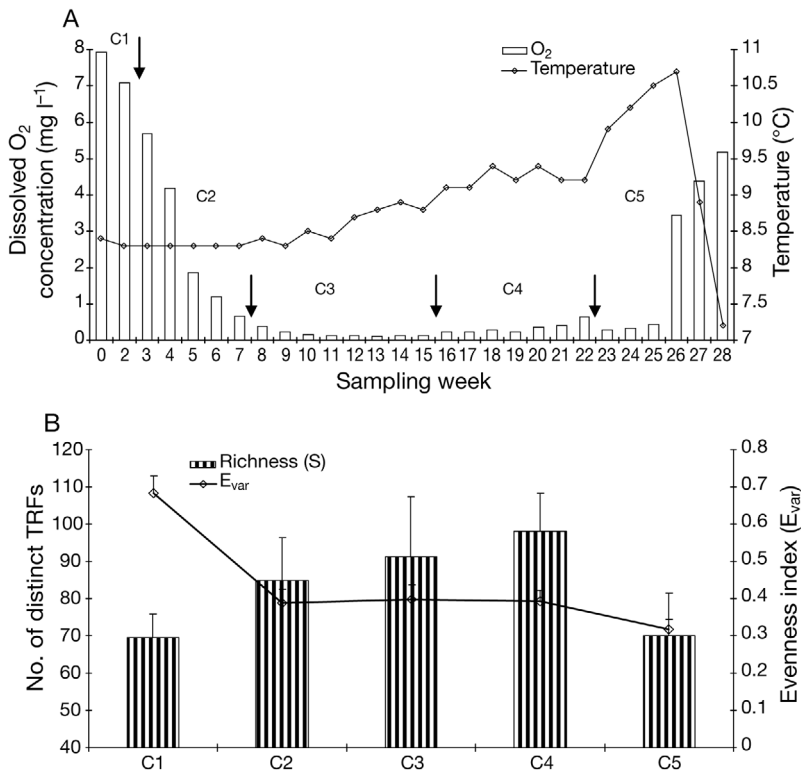 A
C1
C2
C3
C4
C5
O2
Temperature
8
7
6
5
4
3
2
1
0
Dissolved O2
concentration (mg l–1)
11
10.5
10
9.5
9
8.5
8
7.5
7
Temperature (°C)
0 2 3 4 5 6 7 8 9 10 11 12 13 14 15 16 17 18 19 20 21 22 23 24 25 26 27 28
Sampling week
B
Richness (S)
Evar
120
110
100
90
80
70
60
50
40
No. of distinct TRFs
0.8
0.7
0.6
0.5
0.4
0.3
0.2
0.1
0
Evenness index (Evar)
C1 C2 C3 C4 C5